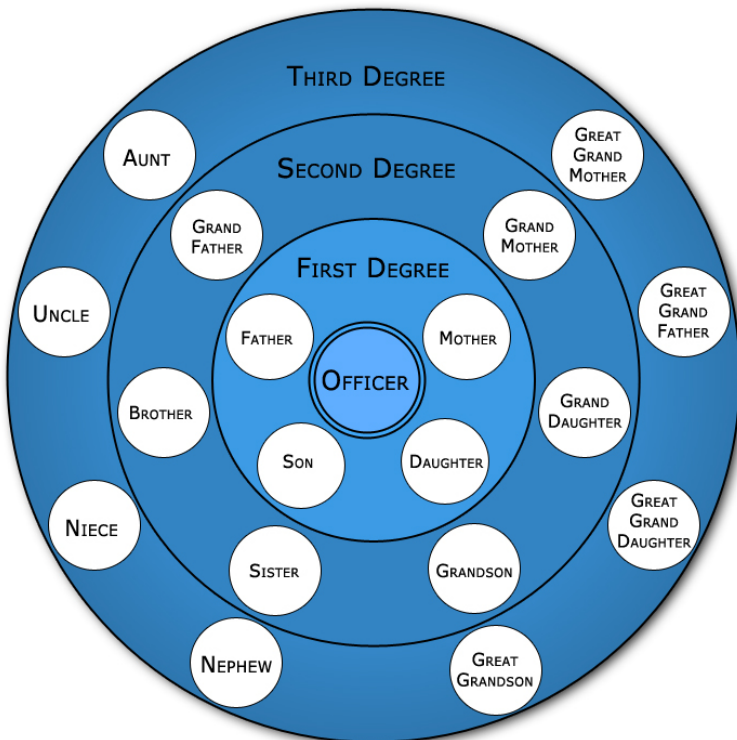 Third Degree
Aunt
Great
Grand
Mother
Second Degree
Grand
Father
Grand
Mother
First Degree
Uncle
Great
Grand
Father
Father
Mother
Officer
Brother
Grand
Daughter
Son
Daughter
Niece
Great
Grand
Daughter
Sister
Grandson
Nephew
Great
Grandson